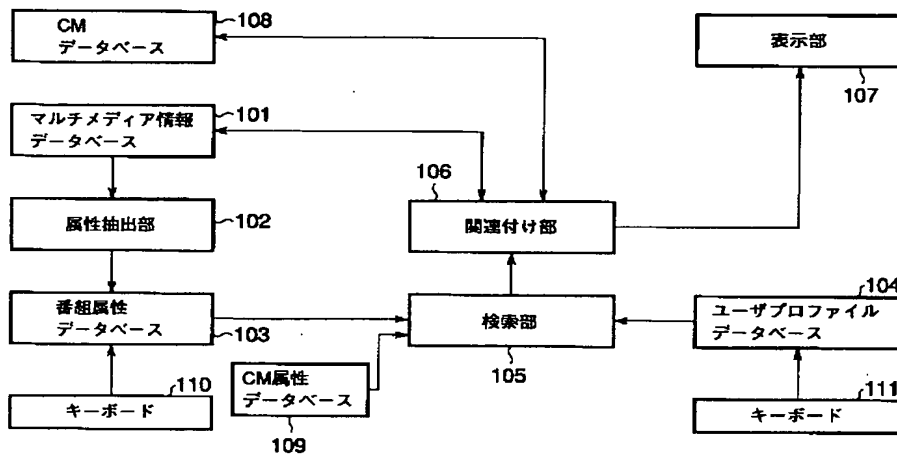 CM
データベース
108
表示部
107
マルチメディア情報
データベース
101
106
属性抽出部
102
関連付け部
番組属性
データベース
103
検索部
105
104
ユーザプロファイル
データベース
110
キーボード
CM属性
データベース
109
111
キーボード